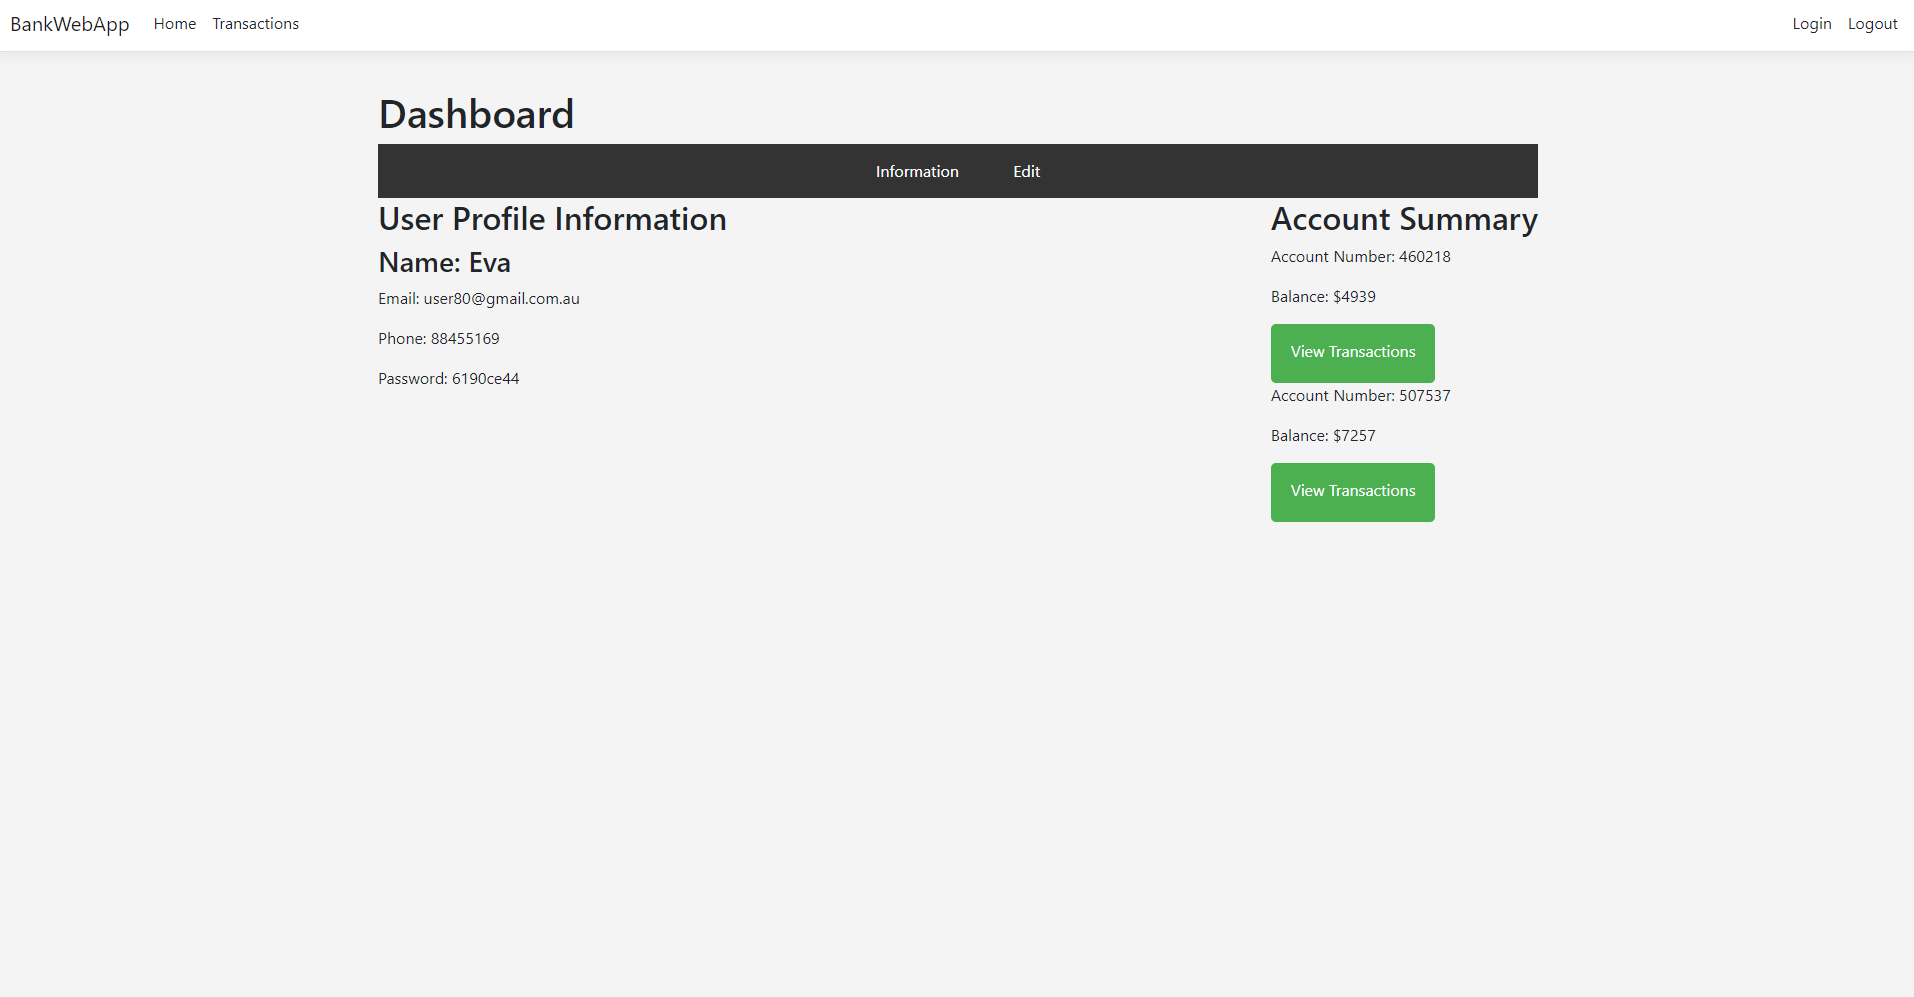 BankWebApp Home Transactions Login Logout
Dashboard
Information Edit
User Profile Information
Name: Eva
Email: user80@gmail.com.au
Phone: 88455169
Password: 6190ce44
Account Summary
Account Number: 460218
Balance: $4939
View Transactions
Account Number: 507537
Balance: $7257
View Transactions